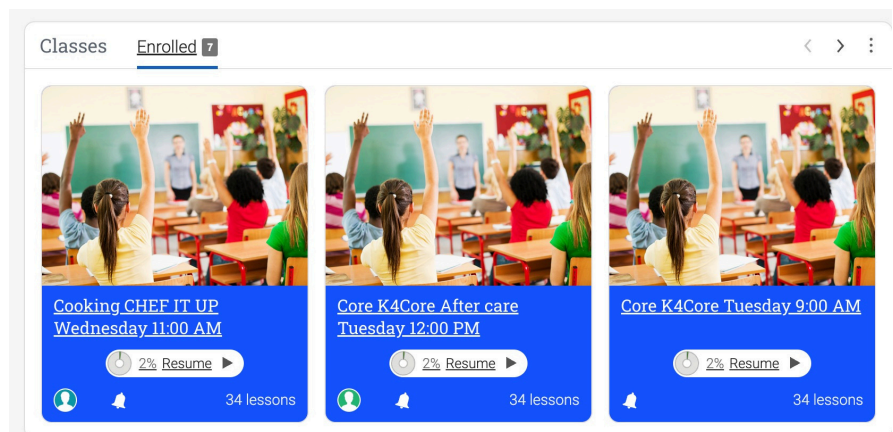 Classes Enrolled 7
Cooking CHEF IT UP
Wednesday 11:00 AM
2% Resume
34 lessons
Core K4Core After care
Tuesday 12:00 PM
2% Resume
34 lessons
Core K4Core Tuesday 9:00 AM
2% Resume
34 lessons